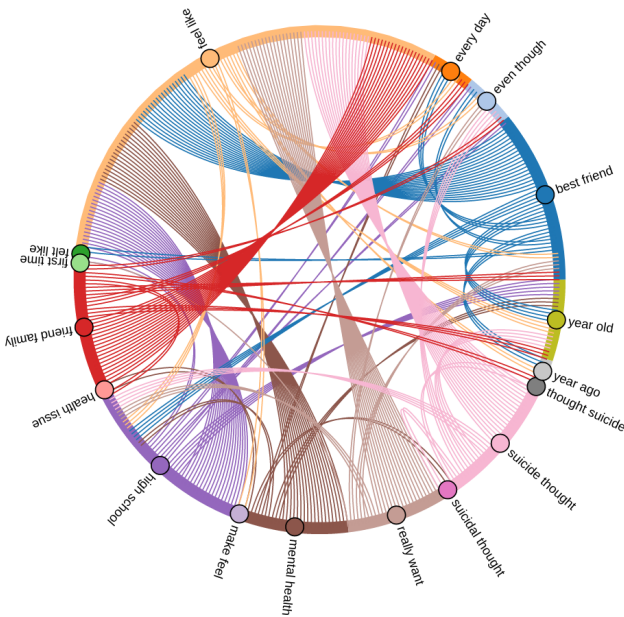 feel like
every day
even though
best friend
year old
year ago
thought suicide
suicide thought
suicidal thought
really want
mental health
make feel
high school
health issue
friend family
first time
felt like